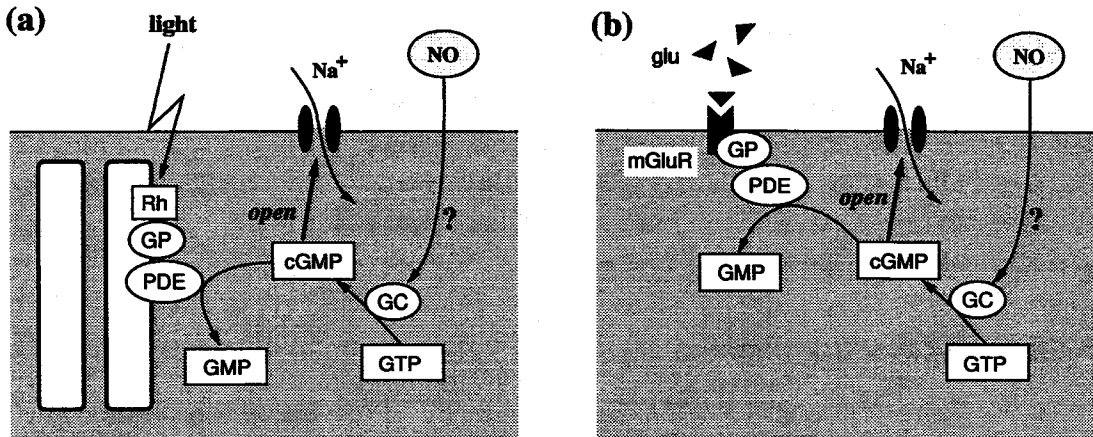 (a)
light
Na+
NO
Rh
GP
PDE
open
?
cGMP
GC
GMP
GTP
(b)
glu
Na+
NO
mGluR
GP
PDE
open
?
cGMP
GMP
GC
GTP